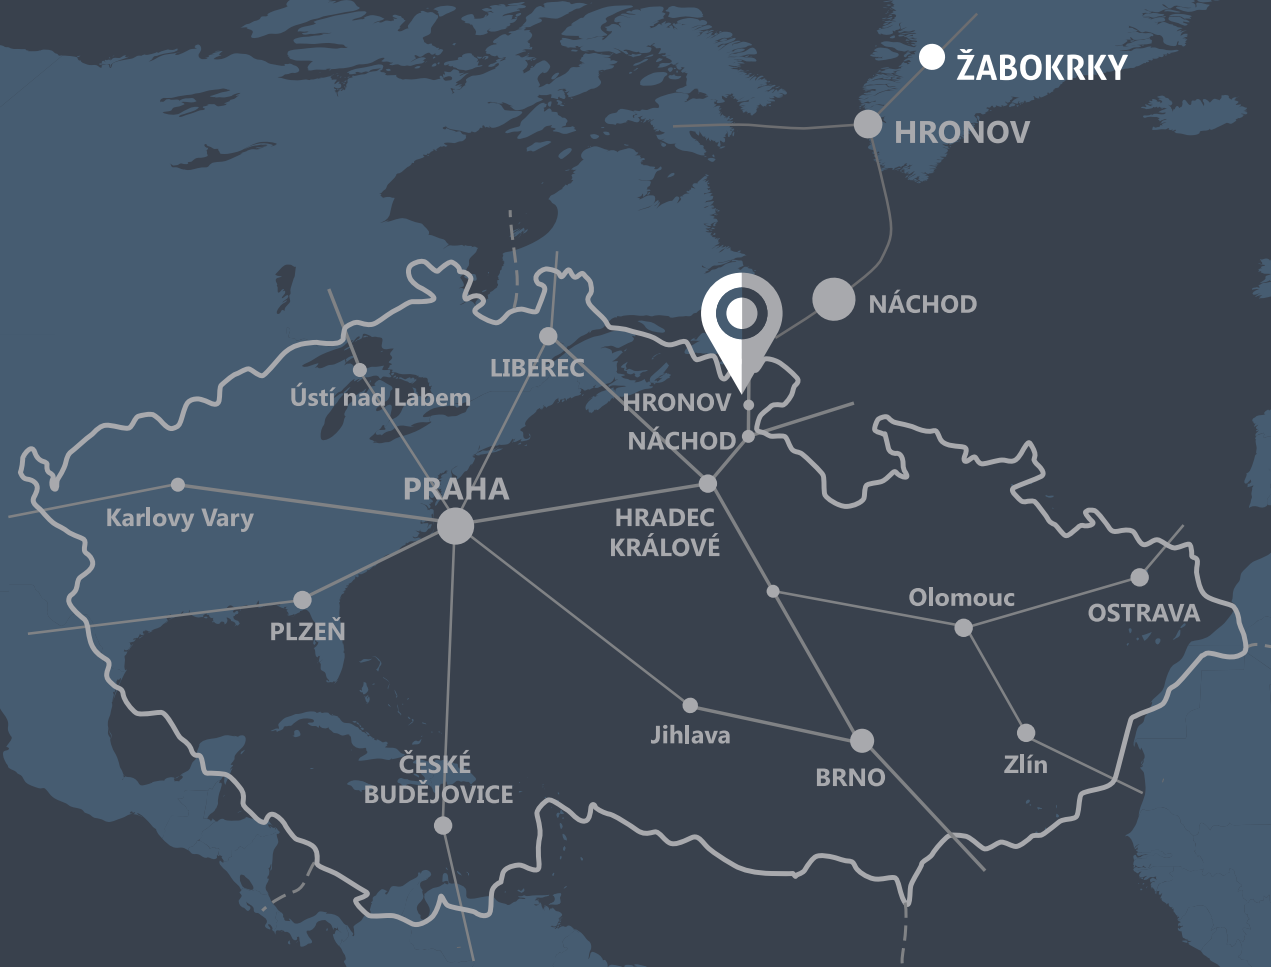 ŽABOKRKY
HRONOV
NÁCHOD
LIBEREC
Ústí nad Labem
HRONOV
NÁCHOD
PRAHA
Karlovy Vary
HRADEC
KRÁLOVÉ
Olomouc
OSTRAVA
PLZEŇ
Jihlava
ČESKÉ
BUDĚJOVICE
BRNO
Zlín